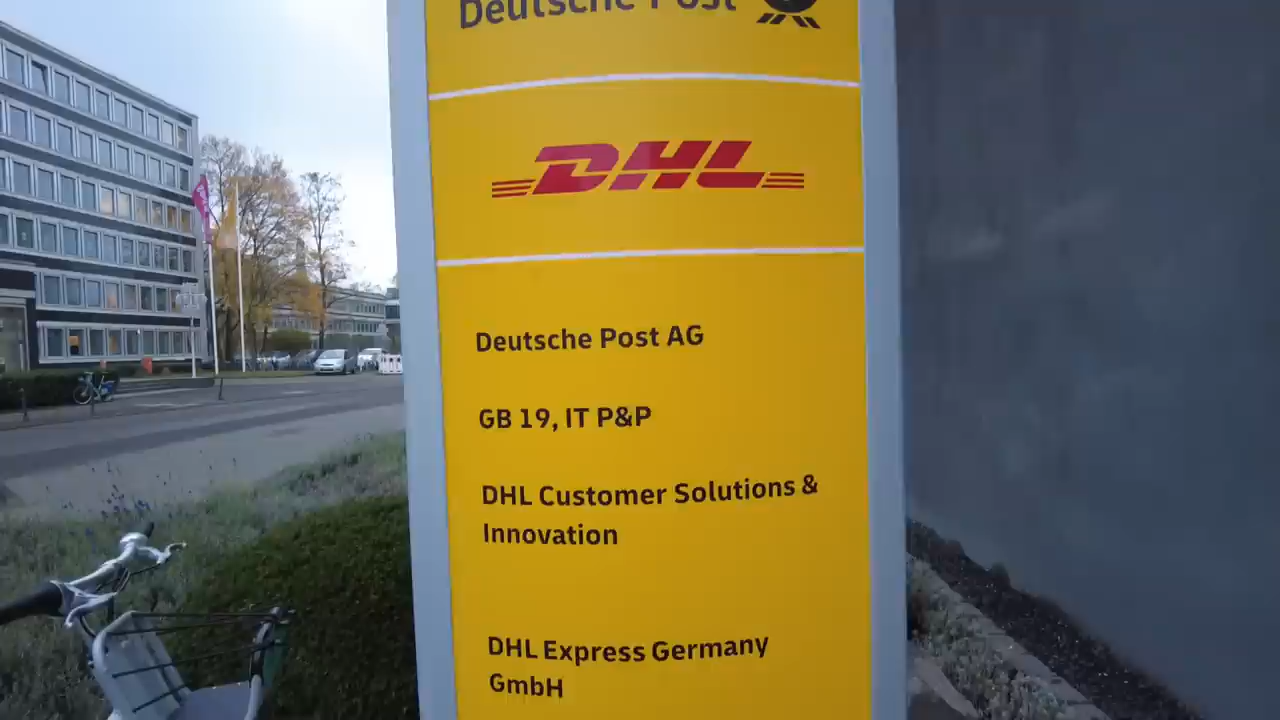 Deutsche Post
DHL
Deutsche Post AG
GB 19, IT P&P
DHL Customer Solutions &
Innovation
DHL Express Germany
GmbH